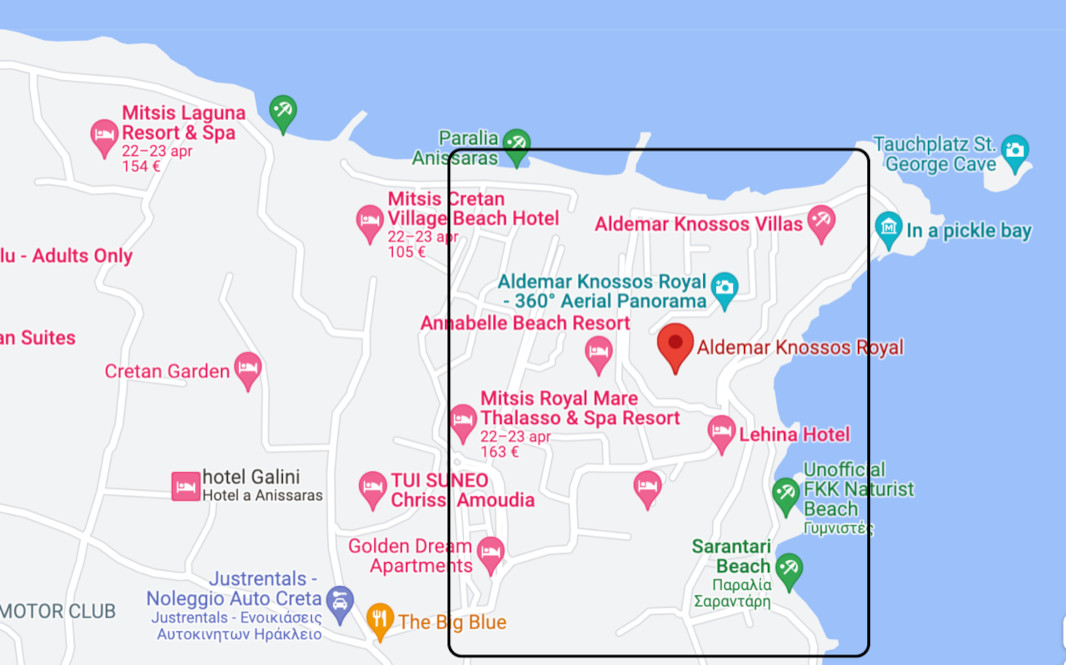 Mitsis Laguna
Resort & Spa
22–23 apr
154 €
Paralia
Anissaras
Tauchplatz St.
George Cave
Mitsis Cretan
Village Beach Hotel
22–23 apr
105 €
Aldemar Knossos Villas
In a pickle bay
lu - Adults Only
Aldemar Knossos Royal
- 360° Aerial Panorama
Annabelle Beach Resort
an Suites
Aldemar Knossos Royal
Cretan Garden
Mitsis Royal Mare
Thalasso & Spa Resort
22–23 apr
163 €
Lehina Hotel
hotel Galini
Hotel a Anissaras
TUI SUNEO
Chrissi Amoudia
Unofficial
FKK Naturist
Beach
Γυμνιστές
Golden Dream
Apartments
Sarantari
Beach
Παραλία
Σαραντάρη
Justrentals -
Noleggio Auto Creta
Justrentals - Ενοικιάσεις
Αυτοκινητων Ηράκλειο
MOTOR CLUB
The Big Blue